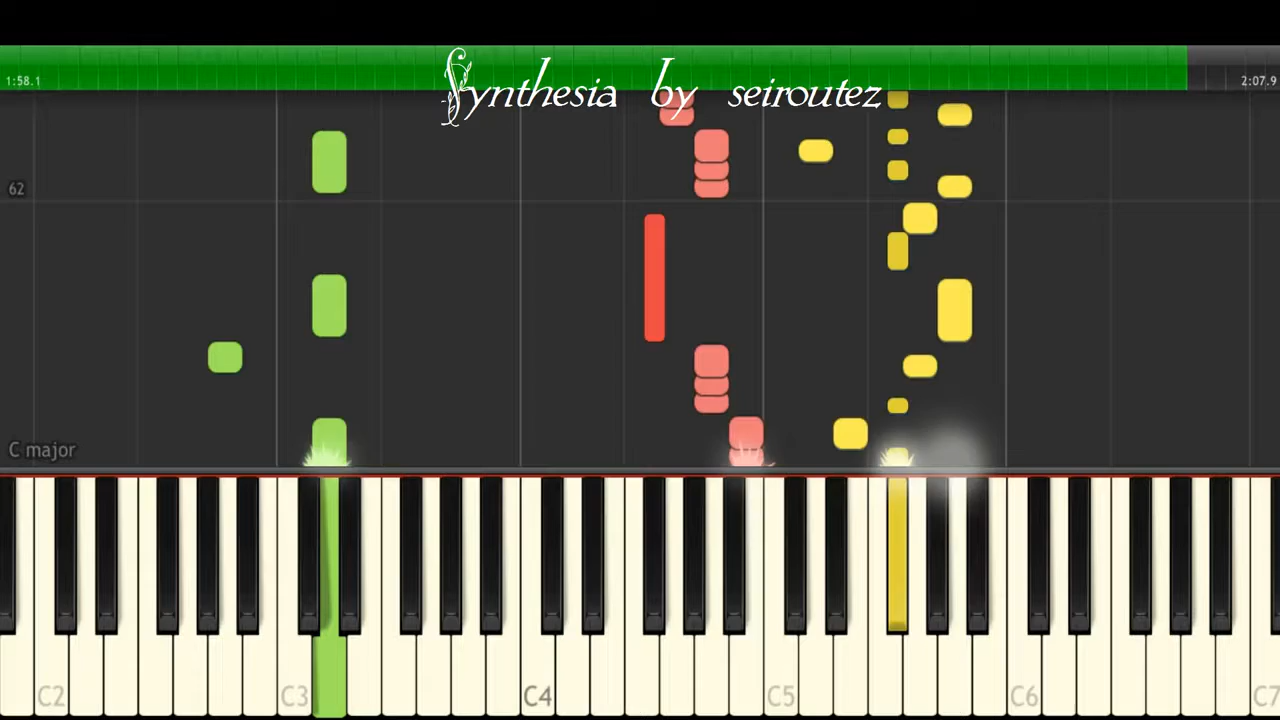 Synthesia by seiroutez
1:58.1 2:07.9
62
C major
C2 C3 C4 C5 C6 C7